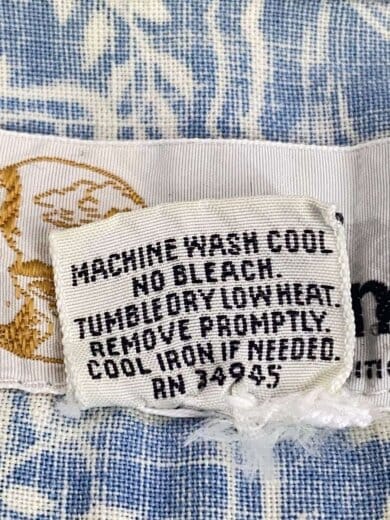 MACHINE WASH COOL
NO BLEACH.
TUMBLE DRY LOW HEAT.
REMOVE PROMPTLY.
COOL IRON IF NEEDED.
RN 34945